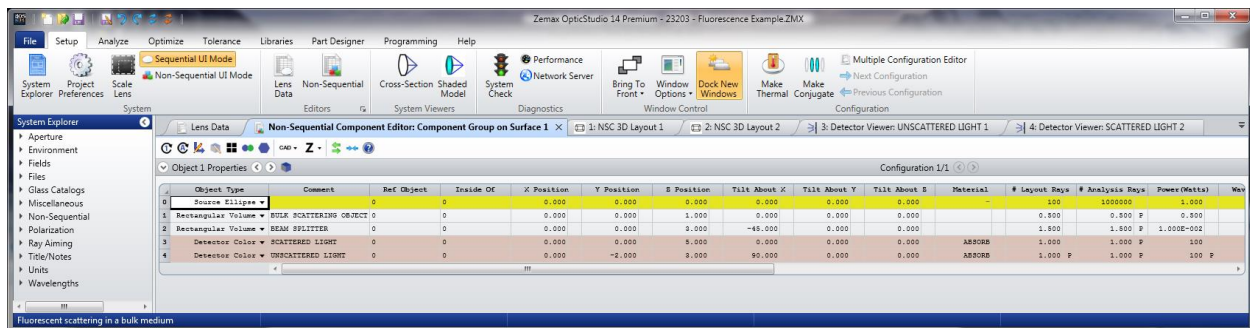 Zemax OpticStudio 14 Premium - 23203 - Fluorescence Example.ZMX
File Setup Analyze Optimize Tolerance Libraries Part Designer Programming Help
System Explorer
Project Preferences
Scale Lens
Sequential UI Mode
Non-Sequential UI Mode
System
Lens Data
Non-Sequential
Editors
Cross-Section
Shaded Model
System Viewers
System Check
Performance
Network Server
Diagnostics
Bring To Front
Window Options
Dock New Windows
Window Control
Make Thermal
Make Conjugate
Multiple Configuration Editor
Next Configuration
Previous Configuration
Configuration
System Explorer
Aperture
Environment
Fields
Files
Glass Catalogs
Miscellaneous
Non-Sequential
Polarization
Ray Aiming
Title/Notes
Units
Wavelengths
Lens Data Non-Sequential Component Editor: Component Group on Surface 1 1: NSC 3D Layout 1 2: NSC 3D Layout 2 3: Detector Viewer: UNSCATTERED LIGHT 1 4: Detector Viewer: SCATTERED LIGHT 2
CAD Z
Object 1 Properties Configuration 1/1
Object Type Comment Ref Object Inside Of X Position Y Position Z Position Tilt About X Tilt About Y Tilt About Z Material # Layout Rays # Analysis Rays Power(Watts) Wav
0 Source Ellipse 0 0 0.000 0.000 0.000 0.000 0.000 0.000 - 100 1000000 1.000
1 Rectangular Volume BULK SCATTERING OBJECT 0 0 0.000 0.000 1.000 0.000 0.000 0.000 0.500 0.500 P 0.500
2 Rectangular Volume BEAM SPLITTER 0 0 0.000 0.000 3.000 -45.000 0.000 0.000 1.500 1.500 P 1.000E-002
3 Detector Color SCATTERED LIGHT 0 0 0.000 0.000 5.000 0.000 0.000 0.000 ABSORB 1.000 1.000 P 100
4 Detector Color UNSCATTERED LIGHT 0 0 0.000 -2.000 3.000 90.000 0.000 0.000 ABSORB 1.000 P 1.000 P 100 P
Fluorescent scattering in a bulk medium